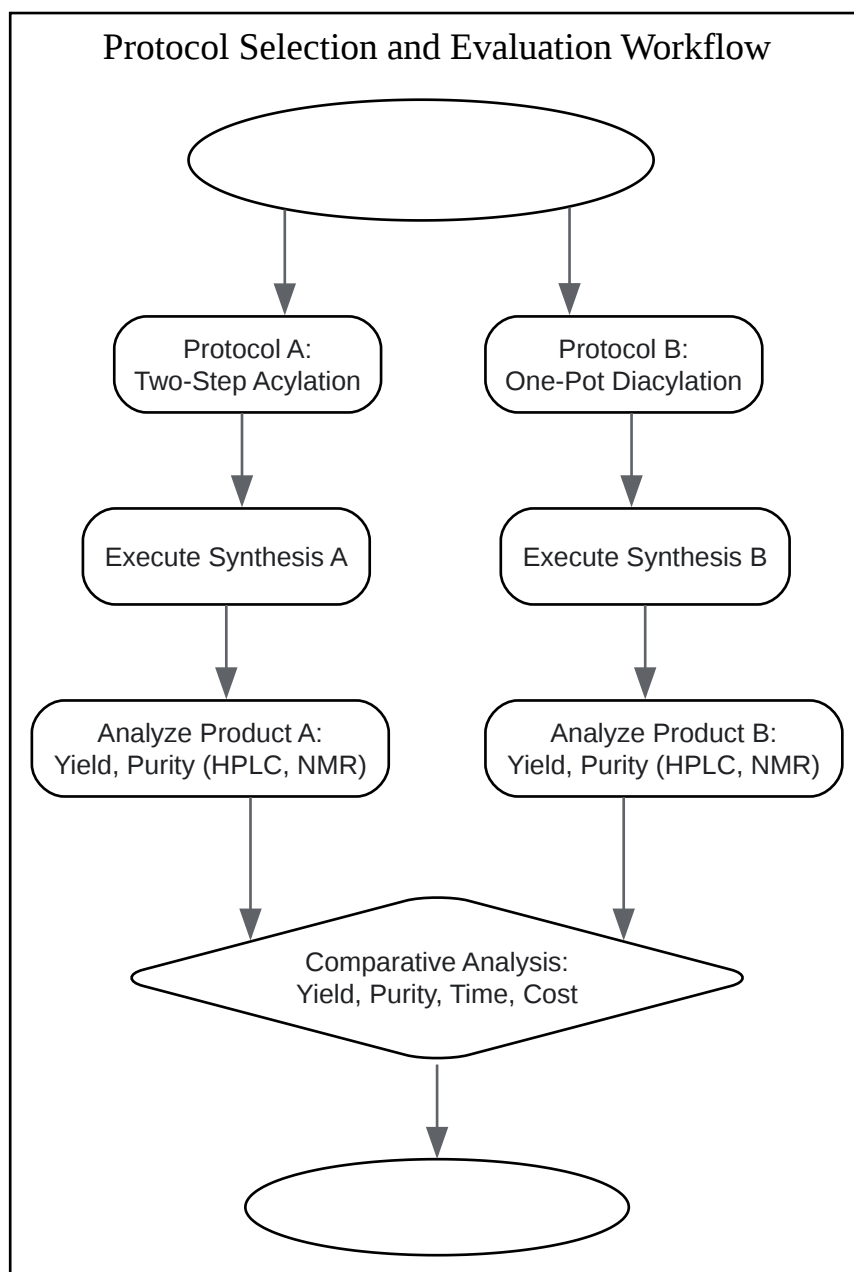 Protocol Selection and Evaluation Workflow
Protocol A:
Two-Step Acylation
Protocol B:
One-Pot Diacylation
Execute Synthesis A
Execute Synthesis B
Analyze Product A:
Yield, Purity (HPLC, NMR)
Analyze Product B:
Yield, Purity (HPLC, NMR)
Comparative Analysis:
Yield, Purity, Time, Cost